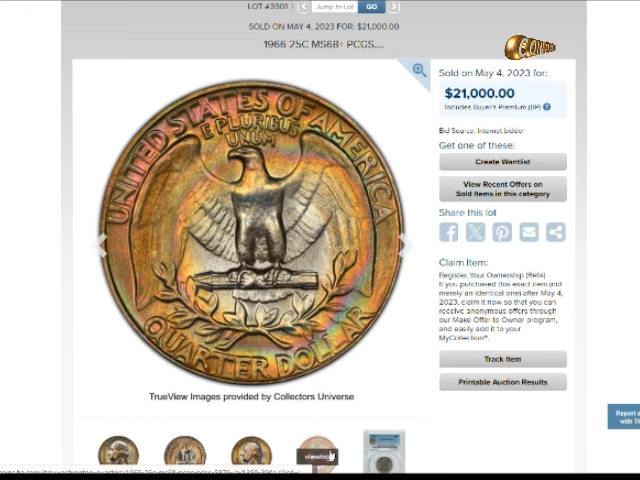 LOT #3901
Jump to Lot
GO
SOLD ON MAY 4, 2023 FOR: $21,000.00
1966 25C MS68+ PCGS....
UNITED STATES OF AMERICA
E PLURIBUS
UNUM
QUARTER DOLLAR
TrueView Images provided by Collectors Universe
Sold on May 4, 2023 for:
$21,000.00
Includes Buyer's Premium (BP)
Bid Source: Internet bidder
Get one of these:
Create Wantlist
View Recent Offers on
Sold Items in this category
Share this lot
Claim Item:
Register Your Ownership (Beta)
If you purchased this exact item (not
merely an identical one) after May 4,
2023, claim it now so that you can
receive anonymous offers through
our Make Offer to Owner program,
and easily add it to your
MyCollection".
Track Item
Printable Auction Results
Report a